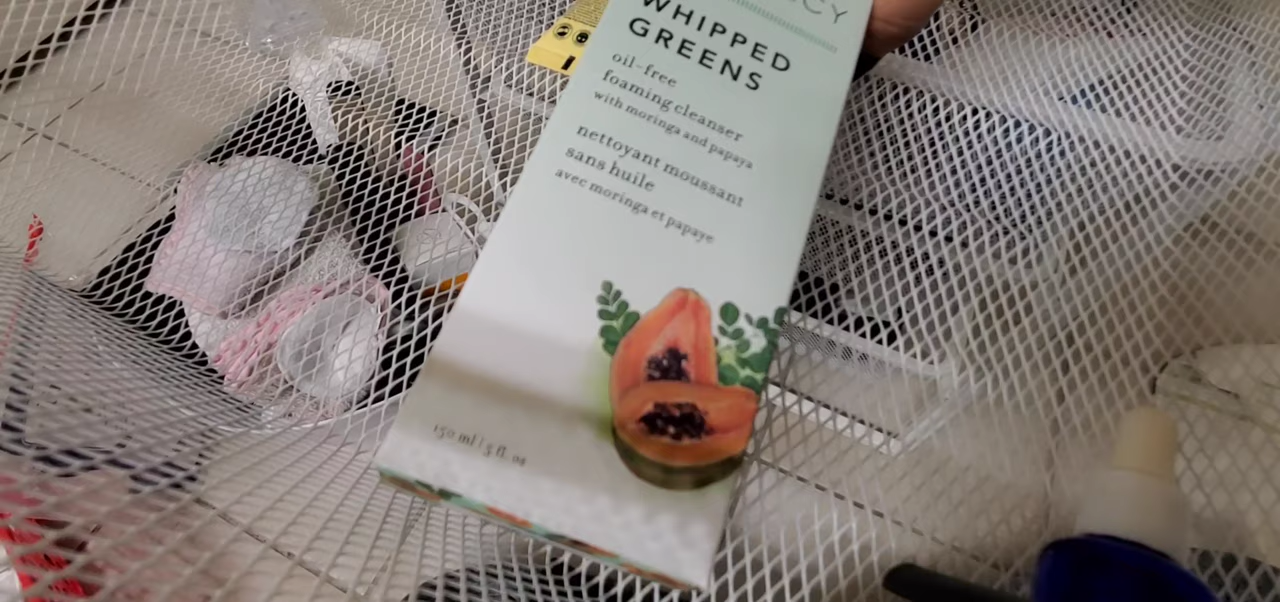 WHIPPED
GREENS
oil-free
foaming cleanser
with moringa and papaya
nettoyant moussant
sans huile
avec moringa et papaye
150 ml | 5 fl. oz